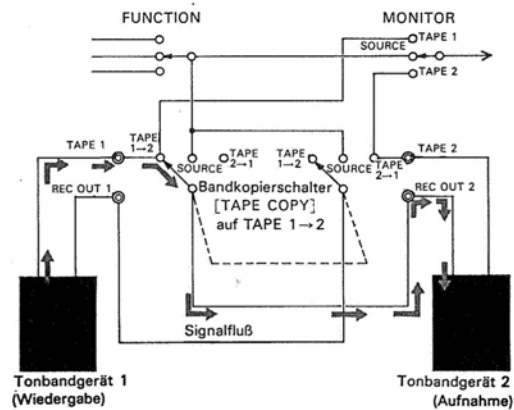 FUNCTION
MONITOR
TAPE 1
SOURCE
TAPE 2
TAPE 1
TAPE
1→2
SOURCE
TAPE
2→1
TAPE
1→2
SOURCE
TAPE
2→1
TAPE 2
REC OUT 1
Bandkopierschalter
[TAPE COPY]
auf TAPE 1→2
REC OUT 2
Signalfluß
Tonbandgerät 1
(Wiedergabe)
Tonbandgerät 2
(Aufnahme)